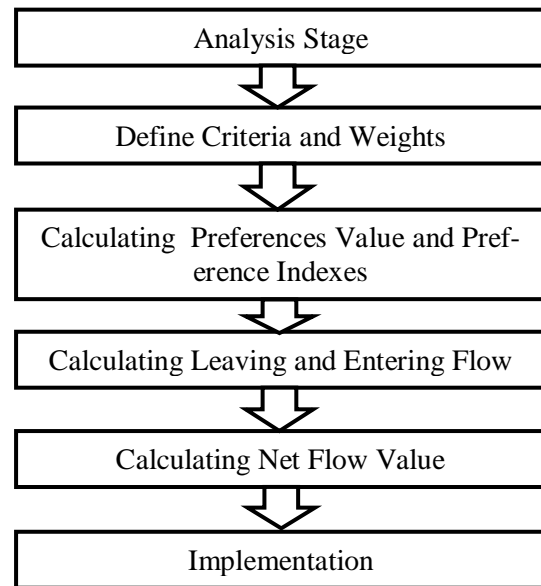 Analysis Stage
Define Criteria and Weights
Calculating Preferences Value and Pref-
erence Indexes
Calculating Leaving and Entering Flow
Calculating Net Flow Value
Implementation